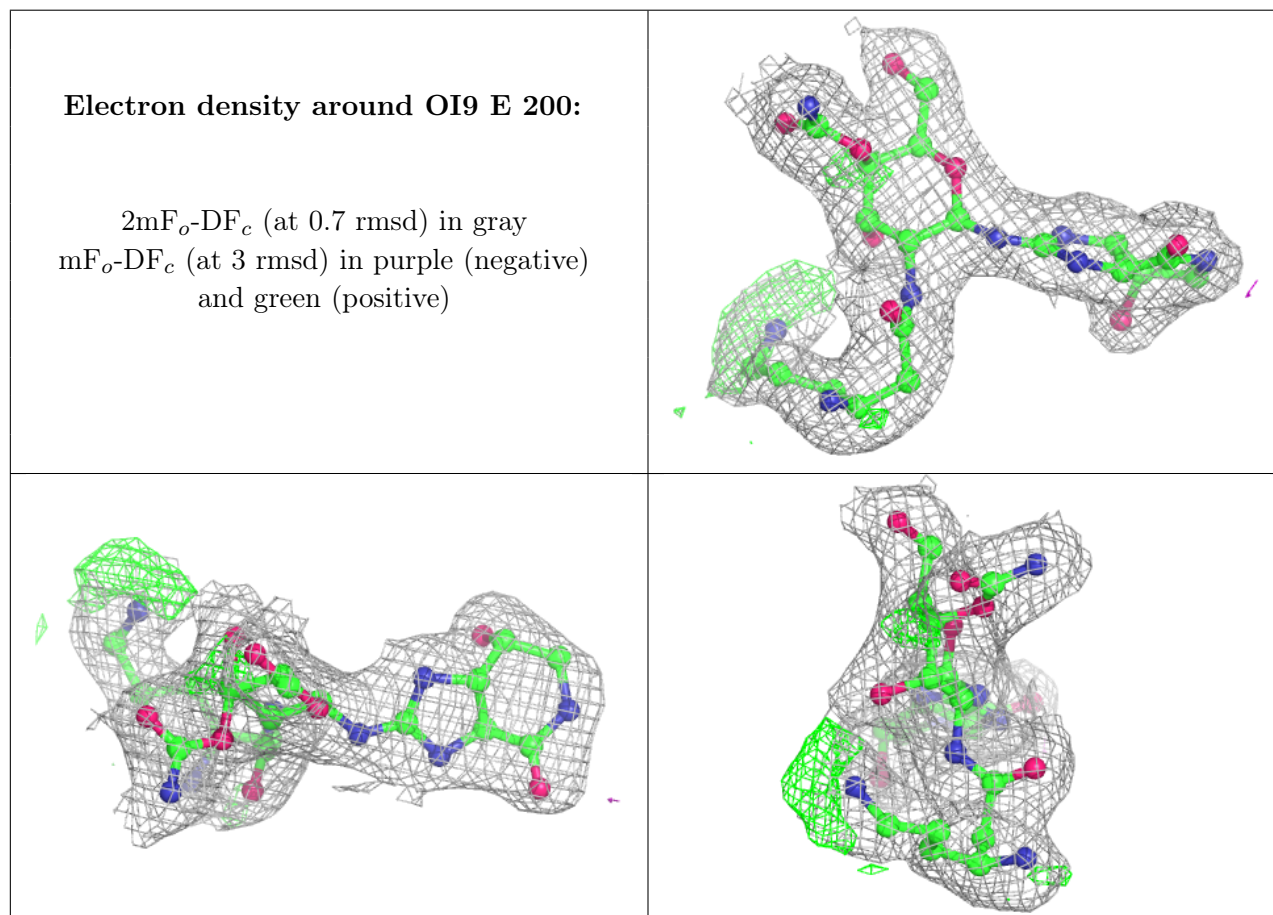 Electron density around OI9 E 200:
2mFo-DFc (at 0.7 rmsd) in gray
mFo-DFc (at 3 rmsd) in purple (negative)
and green (positive)